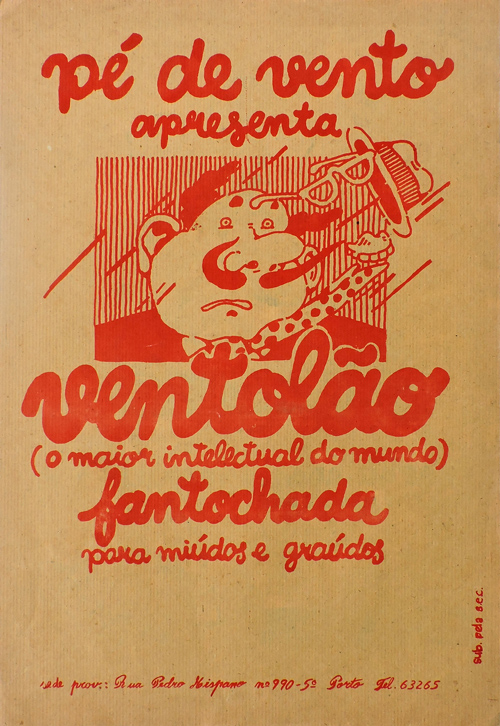 pé de vento
apresenta
ventolão
(o maior intelectual do mundo)
fantochada
para miúdos e graúdos
sub. pela s.e.c.
sede prov.: Rua Pedro Hispano nº 990-5º Porto Tel. 63265